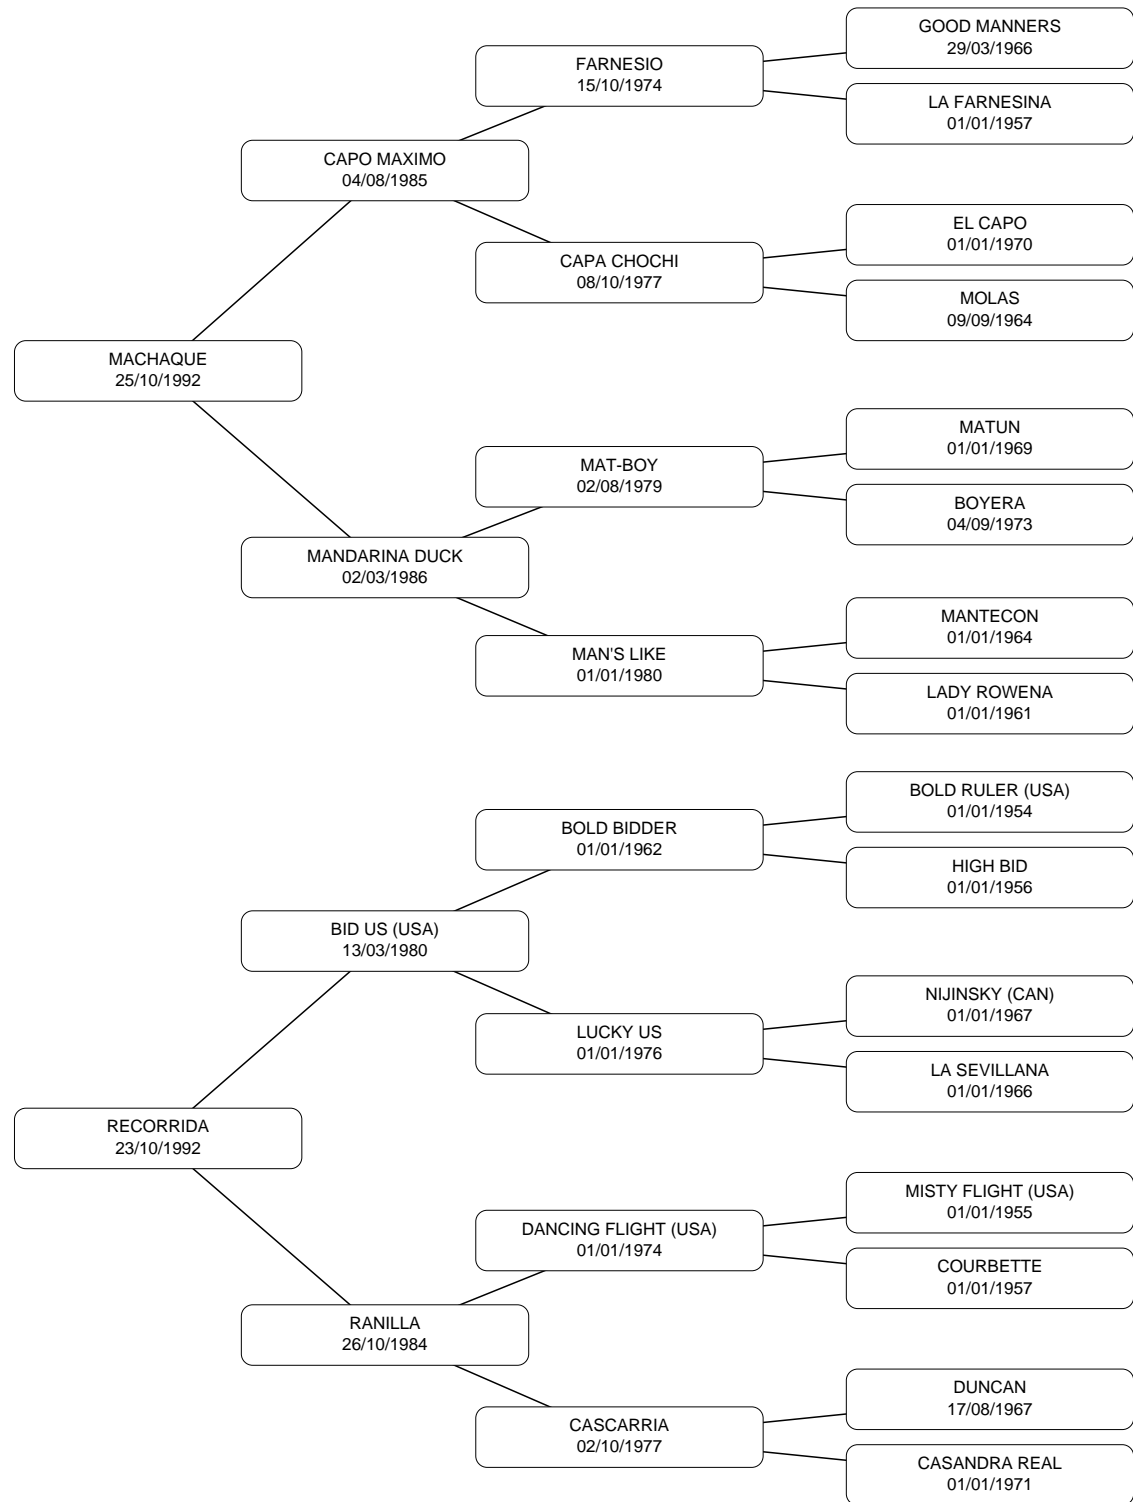 GOOD MANNERS
29/03/1966
FARNESIO
15/10/1974
LA FARNESINA
01/01/1957
CAPO MAXIMO
04/08/1985
EL CAPO
01/01/1970
CAPA CHOCHI
08/10/1977
MOLAS
09/09/1964
MACHAQUE
25/10/1992
MATUN
01/01/1969
MAT-BOY
02/08/1979
BOYERA
04/09/1973
MANDARINA DUCK
02/03/1986
MANTECON
01/01/1964
MAN'S LIKE
01/01/1980
LADY ROWENA
01/01/1961
BOLD RULER (USA)
01/01/1954
BOLD BIDDER
01/01/1962
HIGH BID
01/01/1956
BID US (USA)
13/03/1980
NIJINSKY (CAN)
01/01/1967
LUCKY US
01/01/1976
LA SEVILLANA
01/01/1966
RECORRIDA
23/10/1992
MISTY FLIGHT (USA)
01/01/1955
DANCING FLIGHT (USA)
01/01/1974
COURBETTE
01/01/1957
RANILLA
26/10/1984
DUNCAN
17/08/1967
CASCARRIA
02/10/1977
CASANDRA REAL
01/01/1971